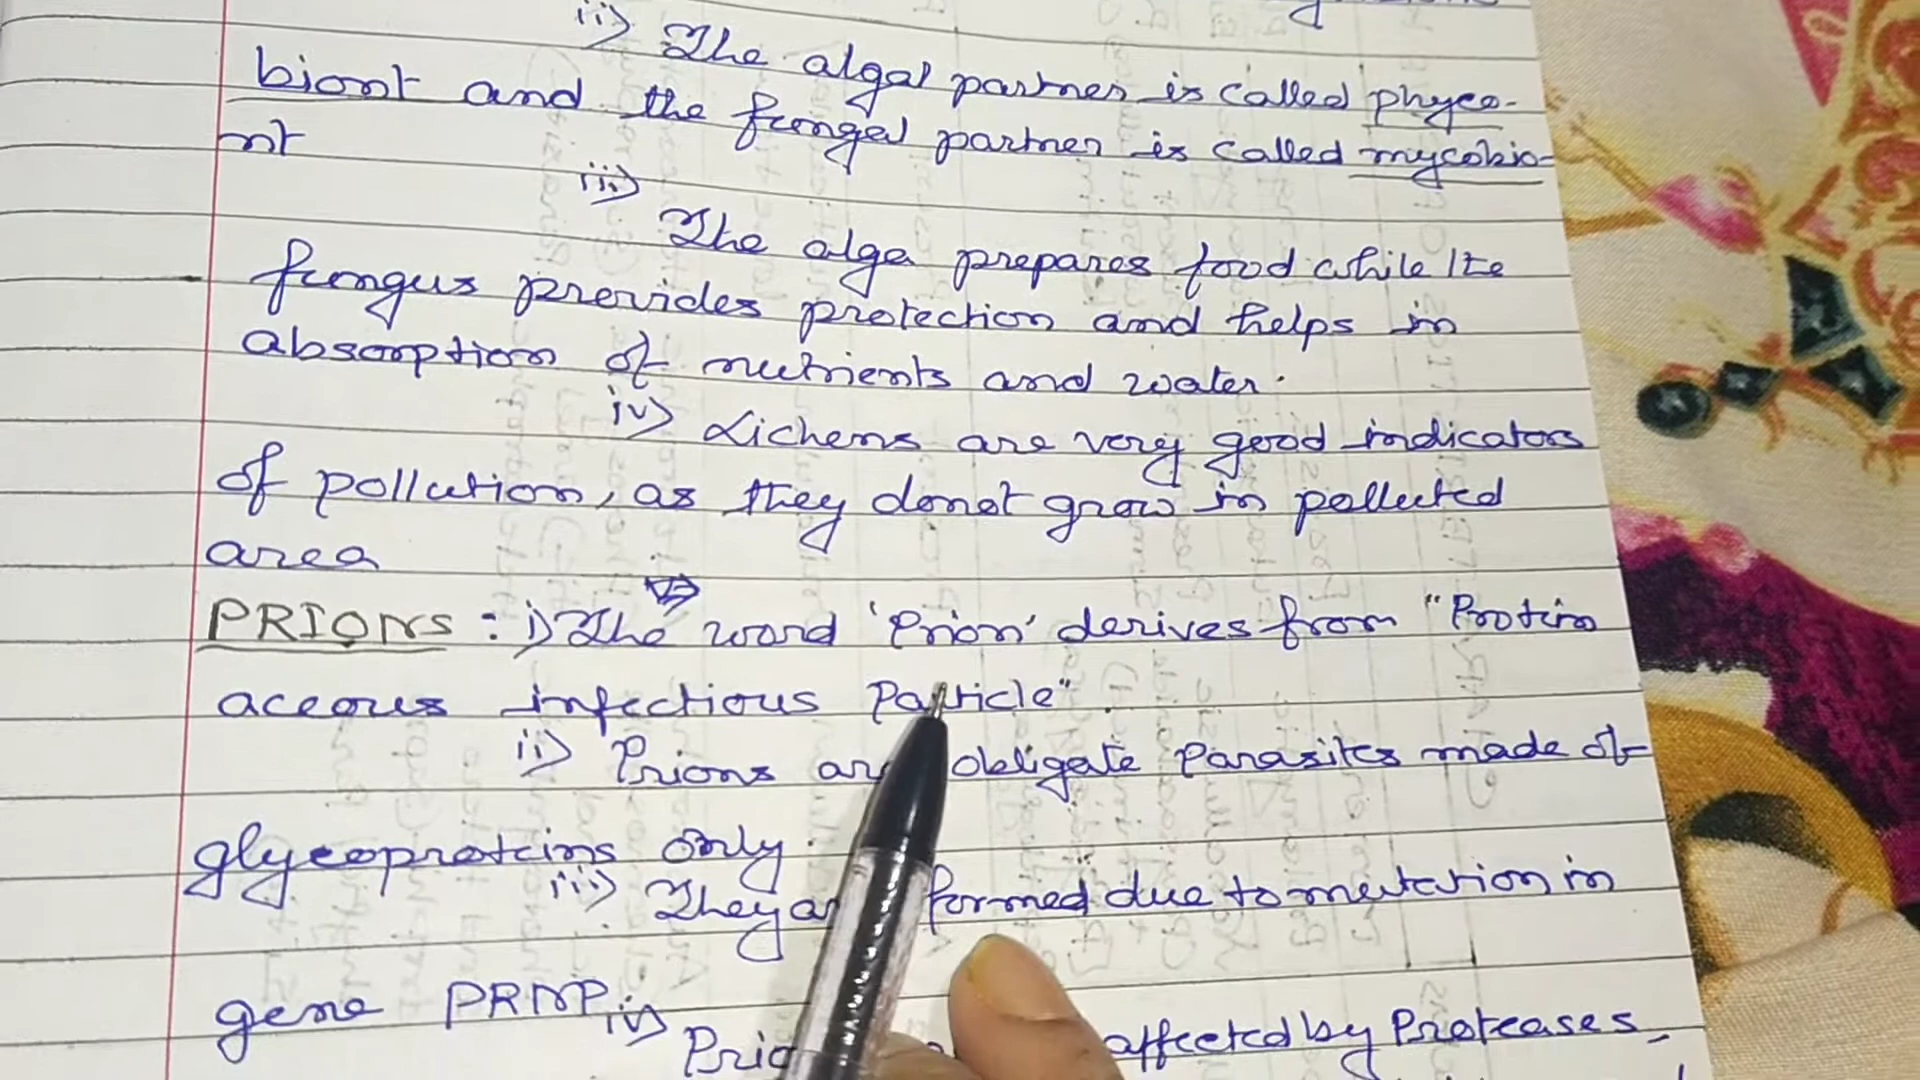 ii) The algal partner is called phyco-
biont and the fungal partner is called mycobio-
nt
iii) The alga prepares food while the
fungus provides protection and helps in
absorption of nutrients and water.
iv) Lichens are very good indicators
of pollution, as they donot grow in polluted
area
PRIONS : i) The word 'Prion' derives from "Protein
aceous infectious Particle"
ii) Prions are obligate Parasites made of
glycoproteins only.
iii) They formed due to mutation in
gene PRNP
iv) affected by Proteases,